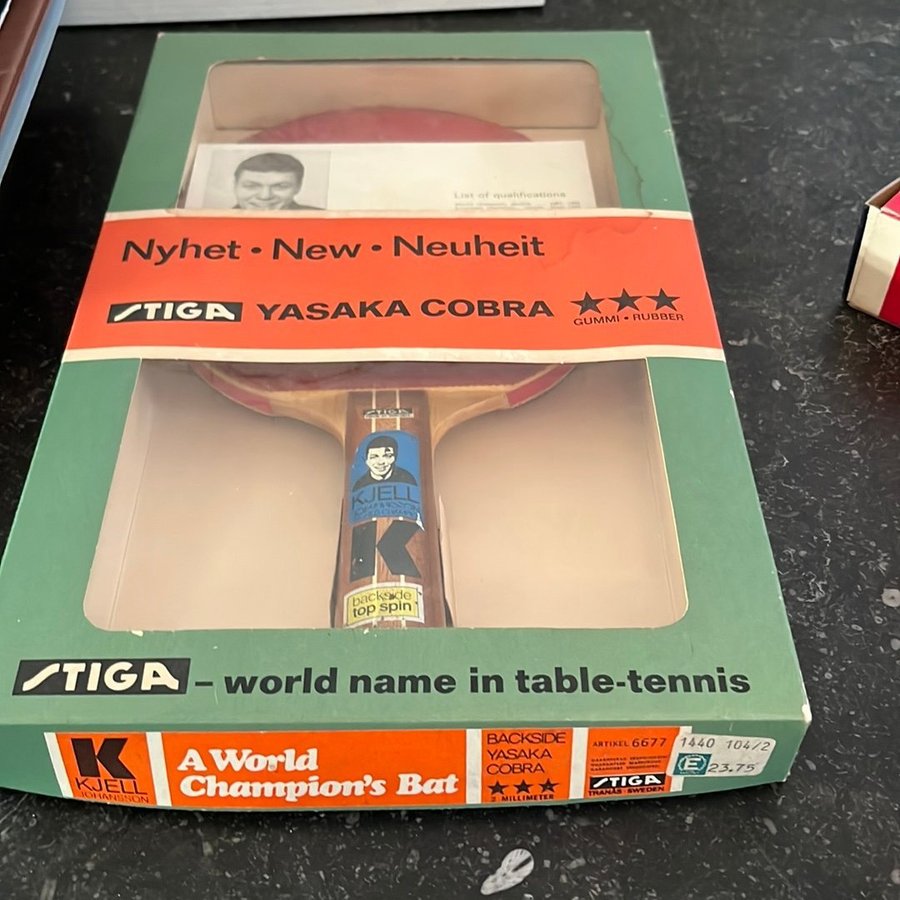 List of qualifications
Nyhet • New • Neuheit
STIGA YASAKA COBRA
GUMMI • RUBBER
STIGA
KJELL
K
backside
top spin
STIGA – world name in table-tennis
K
KJELL
JOHANSSON
A World
Champion's Bat
BACKSIDE
YASAKA
COBRA
2 MILLIMETER
ARTIKEL 6677
STIGA
TRANÅS · SWEDEN
1440 104/2
E 23.75